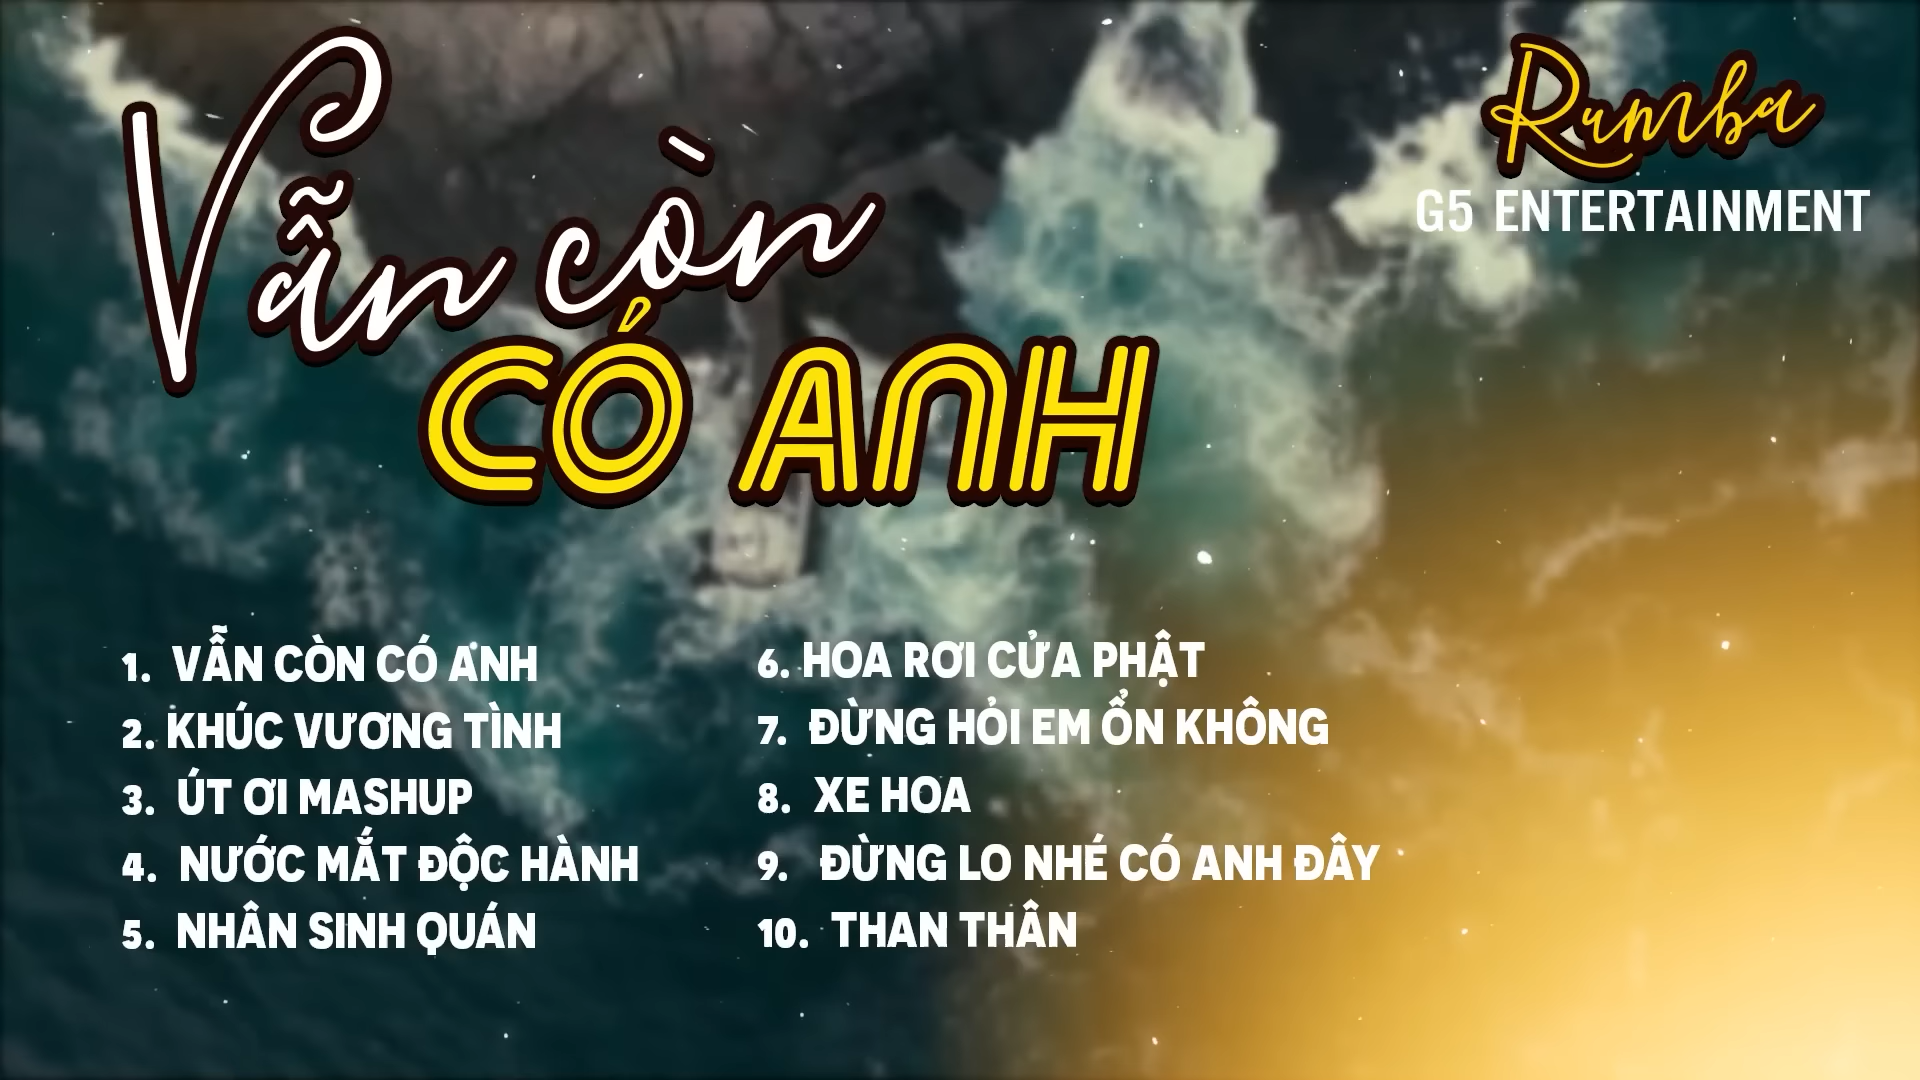 Vẫn còn
CÓ ANH
Rumba
G5 ENTERTAINMENT
1. VẪN CÒN CÓ ANH
2. KHÚC VƯƠNG TÌNH
3. ÚT ƠI MASHUP
4. NƯỚC MẮT ĐỘC HÀNH
5. NHÂN SINH QUÁN
6. HOA RƠI CỬA PHẬT
7. ĐỪNG HỎI EM ỔN KHÔNG
8. XE HOA
9. ĐỪNG LO NHÉ CÓ ANH ĐÂY
10. THAN THÂN